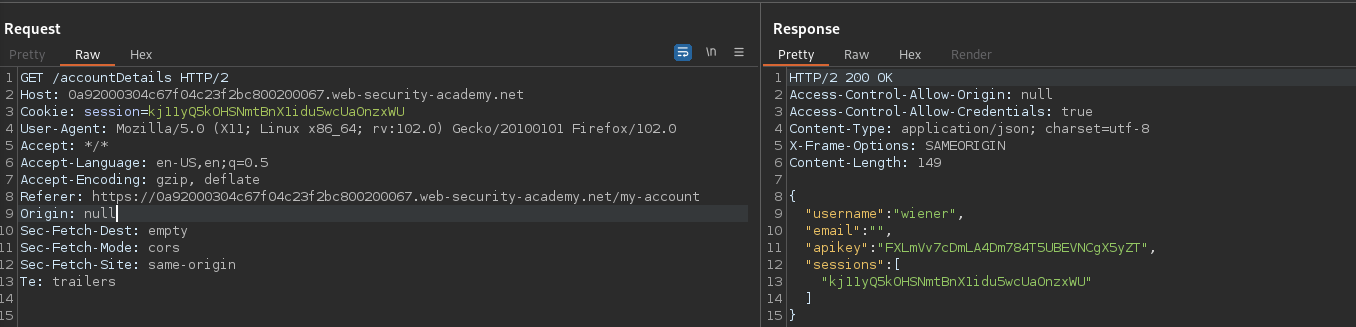 Request
Pretty Raw Hex \n
1 GET /accountDetails HTTP/2
2 Host: 0a92000304c67f04c23f2bc800200067.web-security-academy.net
3 Cookie: session=kj11yQ5kOHSNmtBnX1idu5wcUaOnzxWU
4 User-Agent: Mozilla/5.0 (X11; Linux x86_64; rv:102.0) Gecko/20100101 Firefox/102.0
5 Accept: */*
6 Accept-Language: en-US,en;q=0.5
7 Accept-Encoding: gzip, deflate
8 Referer: https://0a92000304c67f04c23f2bc800200067.web-security-academy.net/my-account
9 Origin: null
10 Sec-Fetch-Dest: empty
11 Sec-Fetch-Mode: cors
12 Sec-Fetch-Site: same-origin
13 Te: trailers
14
15
Response
Pretty Raw Hex Render
1 HTTP/2 200 OK
2 Access-Control-Allow-Origin: null
3 Access-Control-Allow-Credentials: true
4 Content-Type: application/json; charset=utf-8
5 X-Frame-Options: SAMEORIGIN
6 Content-Length: 149
7
8 {
9 "username":"wiener",
10 "email":"",
11 "apikey":"FXLmVv7cDmLA4Dm784T5UBEVNCgX5yZT",
12 "sessions":[
13 "kj11yQ5kOHSNmtBnX1idu5wcUaOnzxWU"
14 ]
15 }